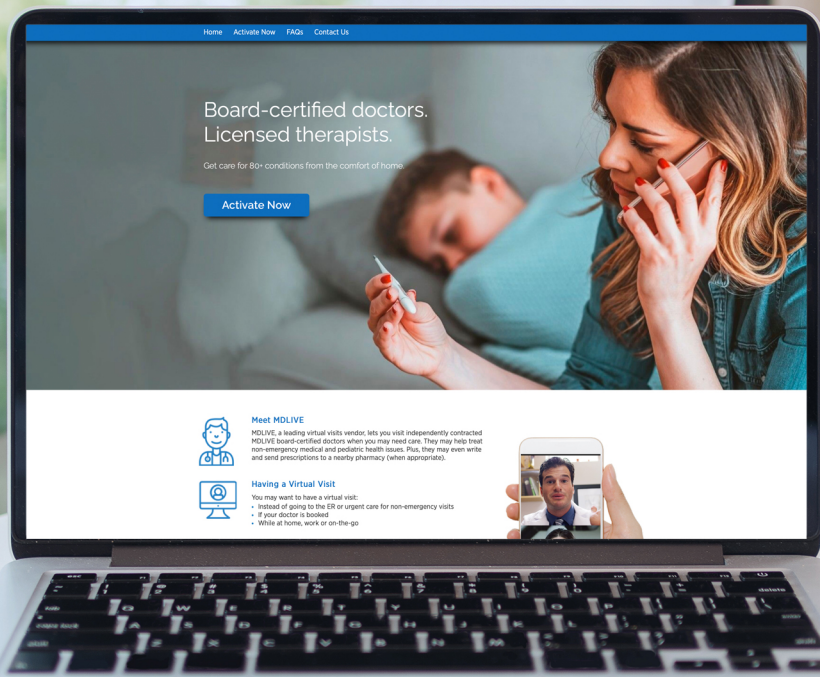 Home Activate Now FAQs Contact Us
Board-certified doctors.
Licensed therapists.
Get care for 80+ conditions from the comfort of home.
Activate Now
Meet MDLIVE
MDLIVE, a leading virtual visits vendor, lets you visit independently contracted
MDLIVE board-certified doctors when you may need care. They may help treat
non-emergency medical and pediatric health issues. Plus, they may even write
and send prescriptions to a nearby pharmacy (when appropriate).
Having a Virtual Visit
You may want to have a virtual visit:
• Instead of going to the ER or urgent care for non-emergency visits
• If your doctor is booked
• While at home, work or on-the-go
delete